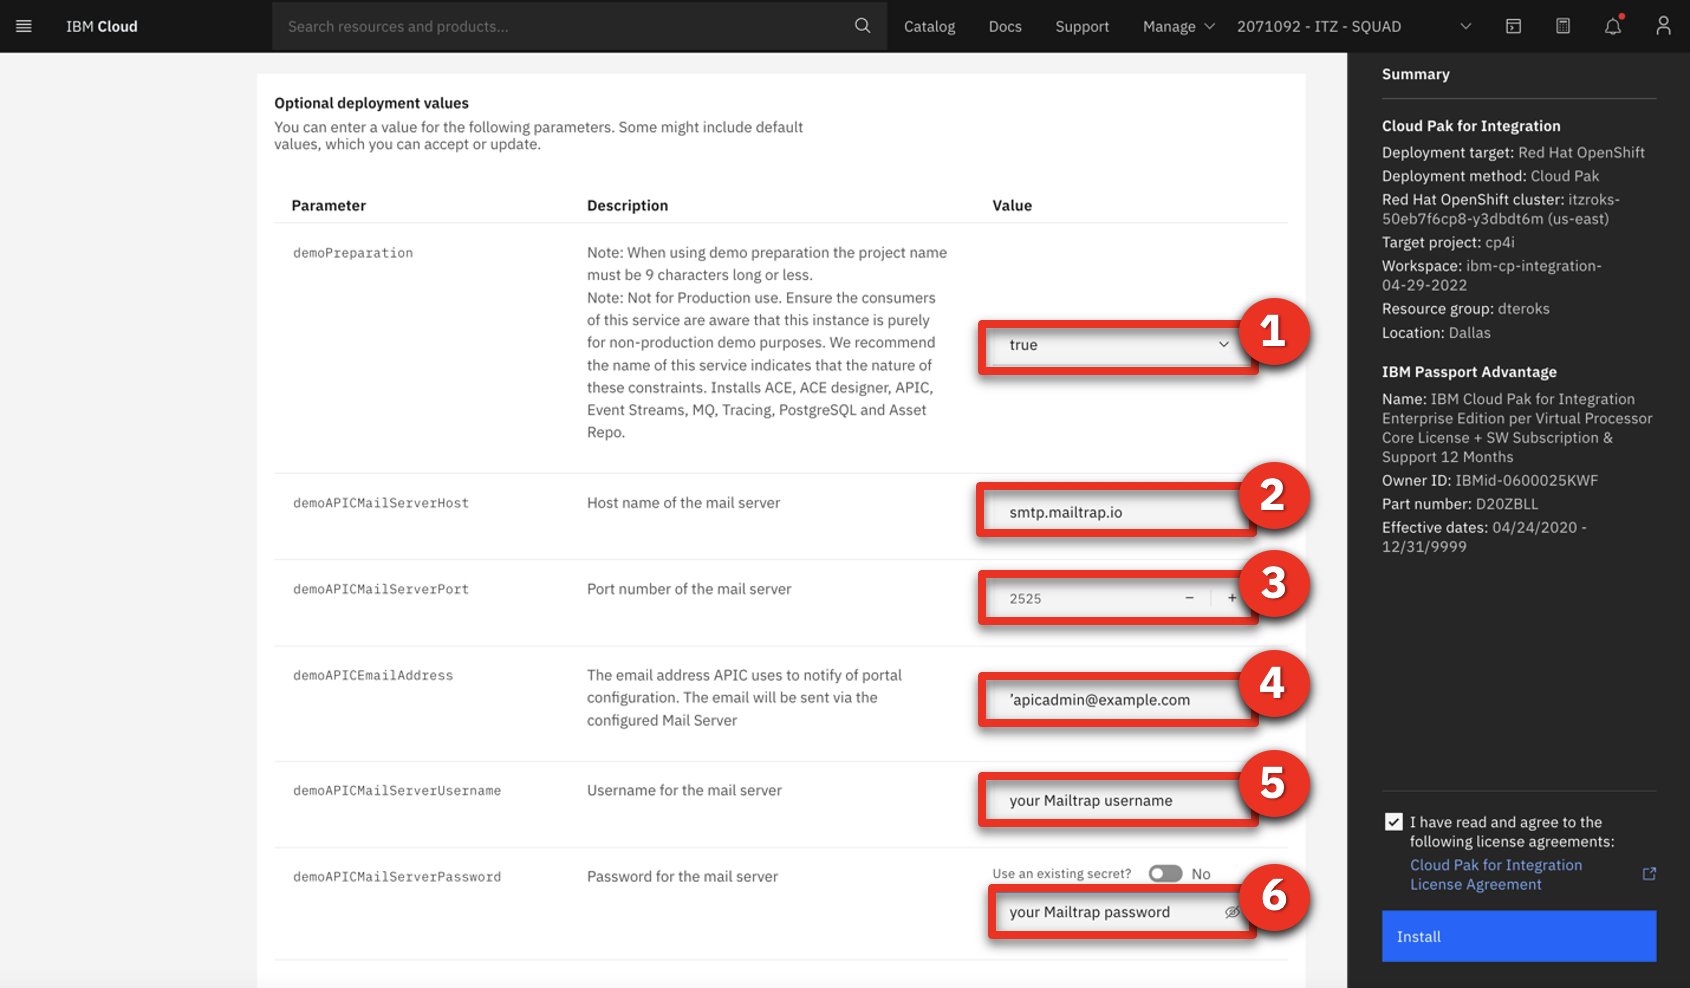 IBM Cloud
Search resources and products...
Catalog
Docs
Support
Manage
2071092 - ITZ - SQUAD
Optional deployment values
You can enter a value for the following parameters. Some might include default
values, which you can accept or update.
Parameter
Description
Value
demoPreparation
Note: When using demo preparation the project name
must be 9 characters long or less.
Note: Not for Production use. Ensure the consumers
of this service are aware that this instance is purely
for non-production demo purposes. We recommend
the name of this service indicates that the nature of
these constraints. Installs ACE, ACE designer, APIC,
Event Streams, MQ, Tracing, PostgreSQL and Asset
Repo.
true
1
demoAPICMailServerHost
Host name of the mail server
smtp.mailtrap.io
2
demoAPICMailServerPort
Port number of the mail server
2525
− +
3
demoAPICEmailAddress
The email address APIC uses to notify of portal
configuration. The email will be sent via the
configured Mail Server
'apicadmin@example.com
4
demoAPICMailServerUsername
Username for the mail server
your Mailtrap username
5
demoAPICMailServerPassword
Password for the mail server
Use an existing secret?
No
your Mailtrap password
6
Summary
Cloud Pak for Integration
Deployment target: Red Hat OpenShift
Deployment method: Cloud Pak
Red Hat OpenShift cluster: itzroks-
50eb7f6cp8-y3dbdt6m (us-east)
Target project: cp4i
Workspace: ibm-cp-integration-
04-29-2022
Resource group: dteroks
Location: Dallas
IBM Passport Advantage
Name: IBM Cloud Pak for Integration
Enterprise Edition per Virtual Processor
Core License + SW Subscription &
Support 12 Months
Owner ID: IBMid-0600025KWF
Part number: D20ZBLL
Effective dates: 04/24/2020 -
12/31/9999
I have read and agree to the
following license agreements:
Cloud Pak for Integration
License Agreement
Install